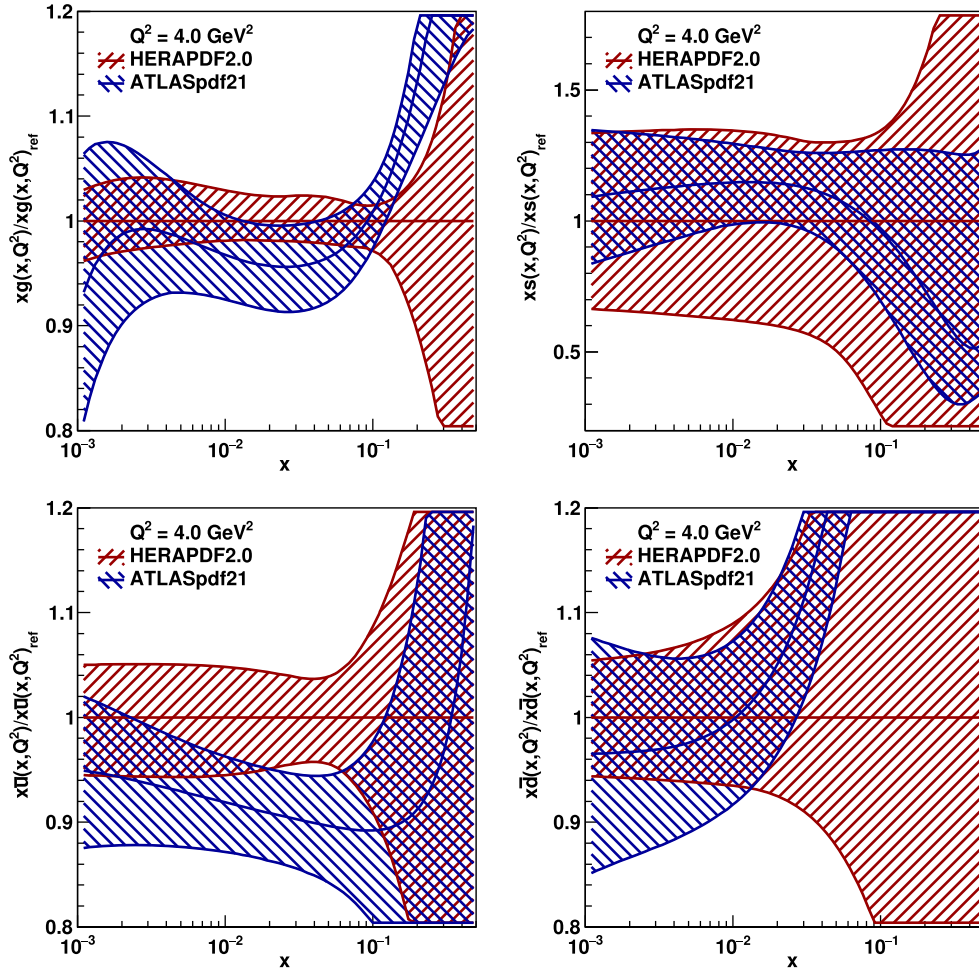 1.2
1.1
1
0.9
0.8
xg(x,Q²)/xg(x,Q²)ref
Q² = 4.0 GeV²
HERAPDF2.0
ATLASpdf21
10⁻³ 10⁻² 10⁻¹
x
1.5
1
0.5
xs(x,Q²)/xs(x,Q²)ref
Q² = 4.0 GeV²
HERAPDF2.0
ATLASpdf21
10⁻³ 10⁻² 10⁻¹
x
1.2
1.1
1
0.9
0.8
xu̅(x,Q²)/xu̅(x,Q²)ref
Q² = 4.0 GeV²
HERAPDF2.0
ATLASpdf21
10⁻³ 10⁻² 10⁻¹
x
1.2
1.1
1
0.9
0.8
xd̅(x,Q²)/xd̅(x,Q²)ref
Q² = 4.0 GeV²
HERAPDF2.0
ATLASpdf21
10⁻³ 10⁻² 10⁻¹
x